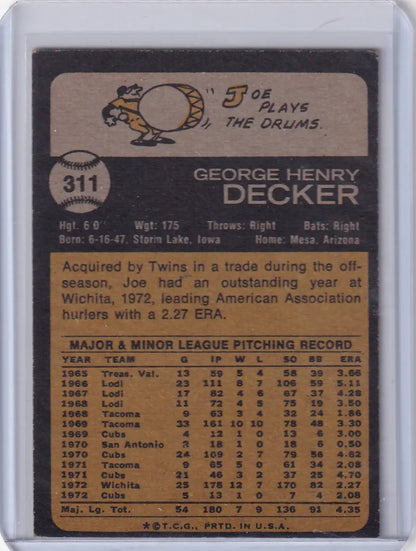 "JOE
PLAYS
THE DRUMS.
311
GEORGE HENRY
DECKER
Hgt: 6 0" Wgt: 175 Throws: Right Bats: Right
Born: 6-16-47, Storm Lake, Iowa Home: Mesa, Arizona
Acquired by Twins in a trade during the off-
season, Joe had an outstanding year at
Wichita, 1972, leading American Association
hurlers with a 2.27 ERA.
MAJOR & MINOR LEAGUE PITCHING RECORD
YEAR TEAM G IP W L SO BB ERA
1965 Treas. Val. 13 59 5 4 58 39 3.66
1966 Lodi 23 111 8 7 106 59 5.11
1967 Lodi 17 82 4 6 67 37 4.28
1968 Lodi 11 72 4 5 75 19 3.50
1968 Tacoma 9 63 3 4 32 24 1.86
1969 Tacoma 33 161 10 10 78 48 3.30
1969 Cubs 4 12 1 0 13 6 3.00
1970 San Antonio 3 18 1 0 18 6 0.50
1970 Cubs 24 109 2 7 79 56 4.62
1971 Tacoma 9 65 5 0 51 34 2.08
1971 Cubs 21 46 3 2 37 25 4.70
1972 Wichita 25 178 12 7 170 82 2.27
1972 Cubs 5 13 1 0 7 4 2.08
Maj. Lg. Tot. 54 180 7 9 136 91 4.35
*©T.C.G., PRTD. IN U.S.A.